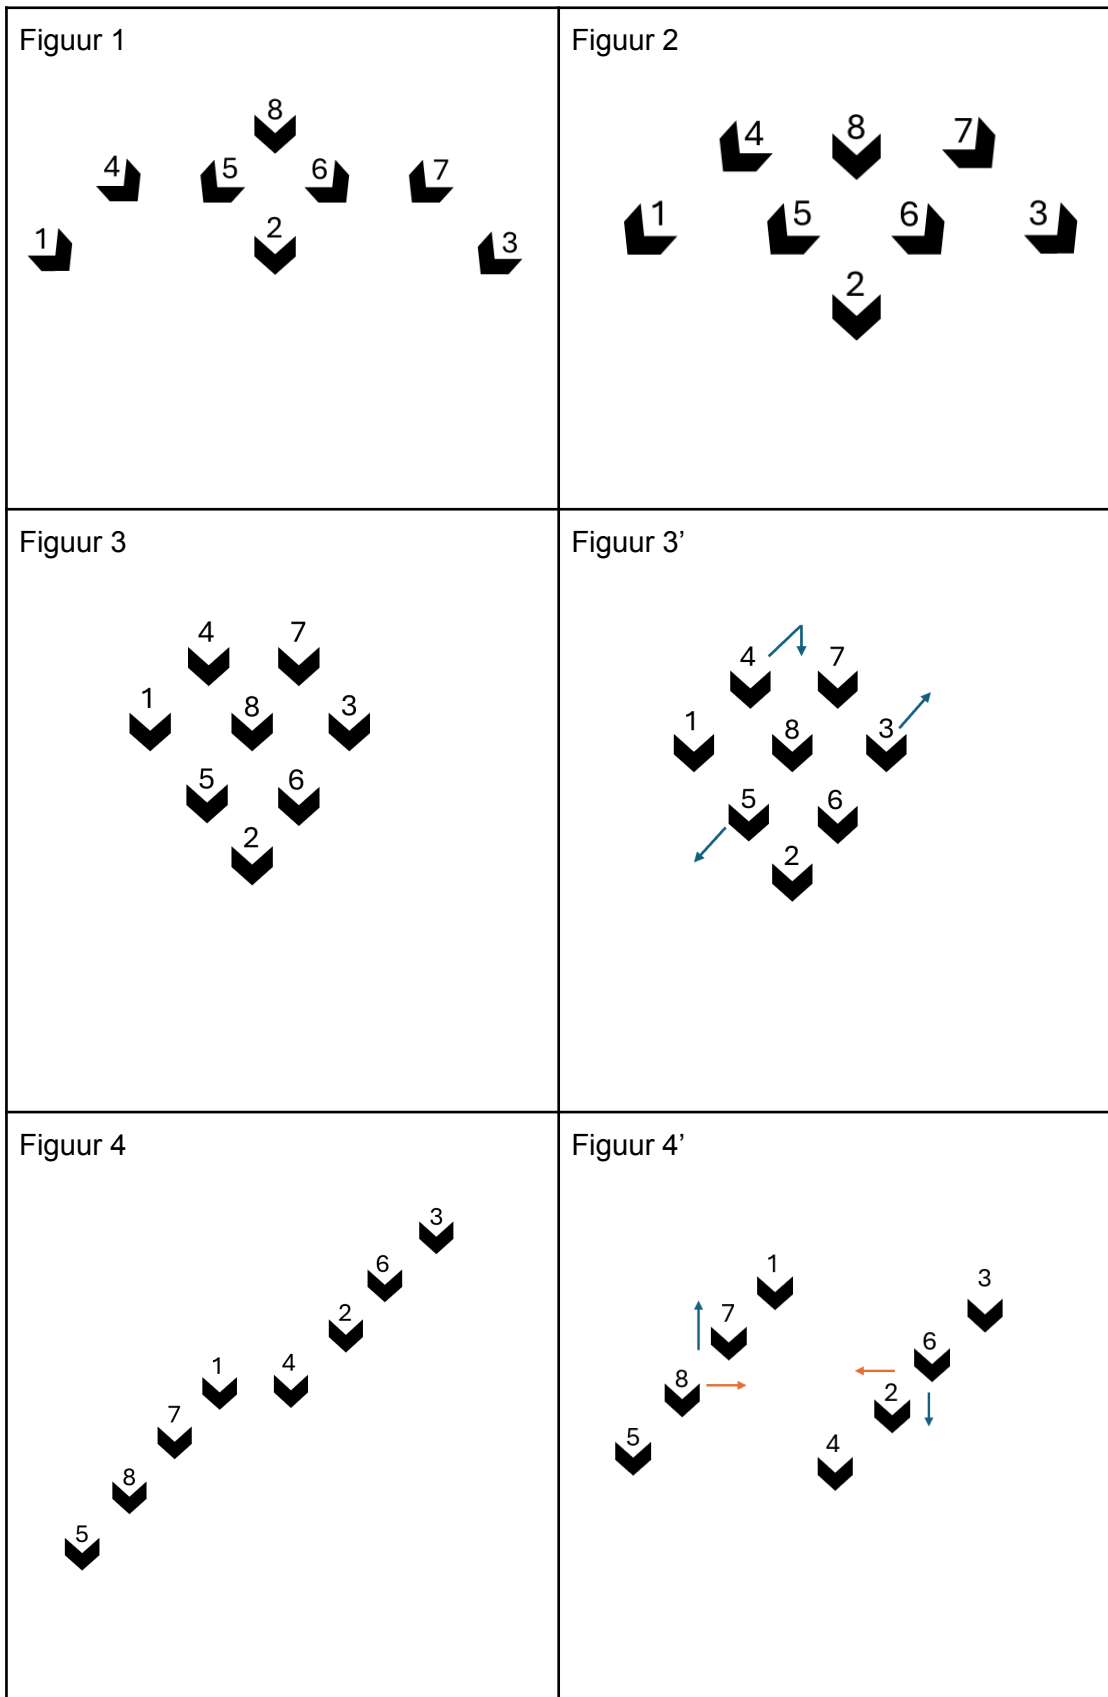 Figuur 1
8
4 5 6 7
1 2 3
Figuur 2
4 8 7
1 5 6 3
2
Figuur 3
4 7
1 8 3
5 6
2
Figuur 3’
4 7
1 8 3
5 6
2
Figuur 4
3
6
2
1 4
7
8
5
Figuur 4’
1 3
7 6
8 2
5 4